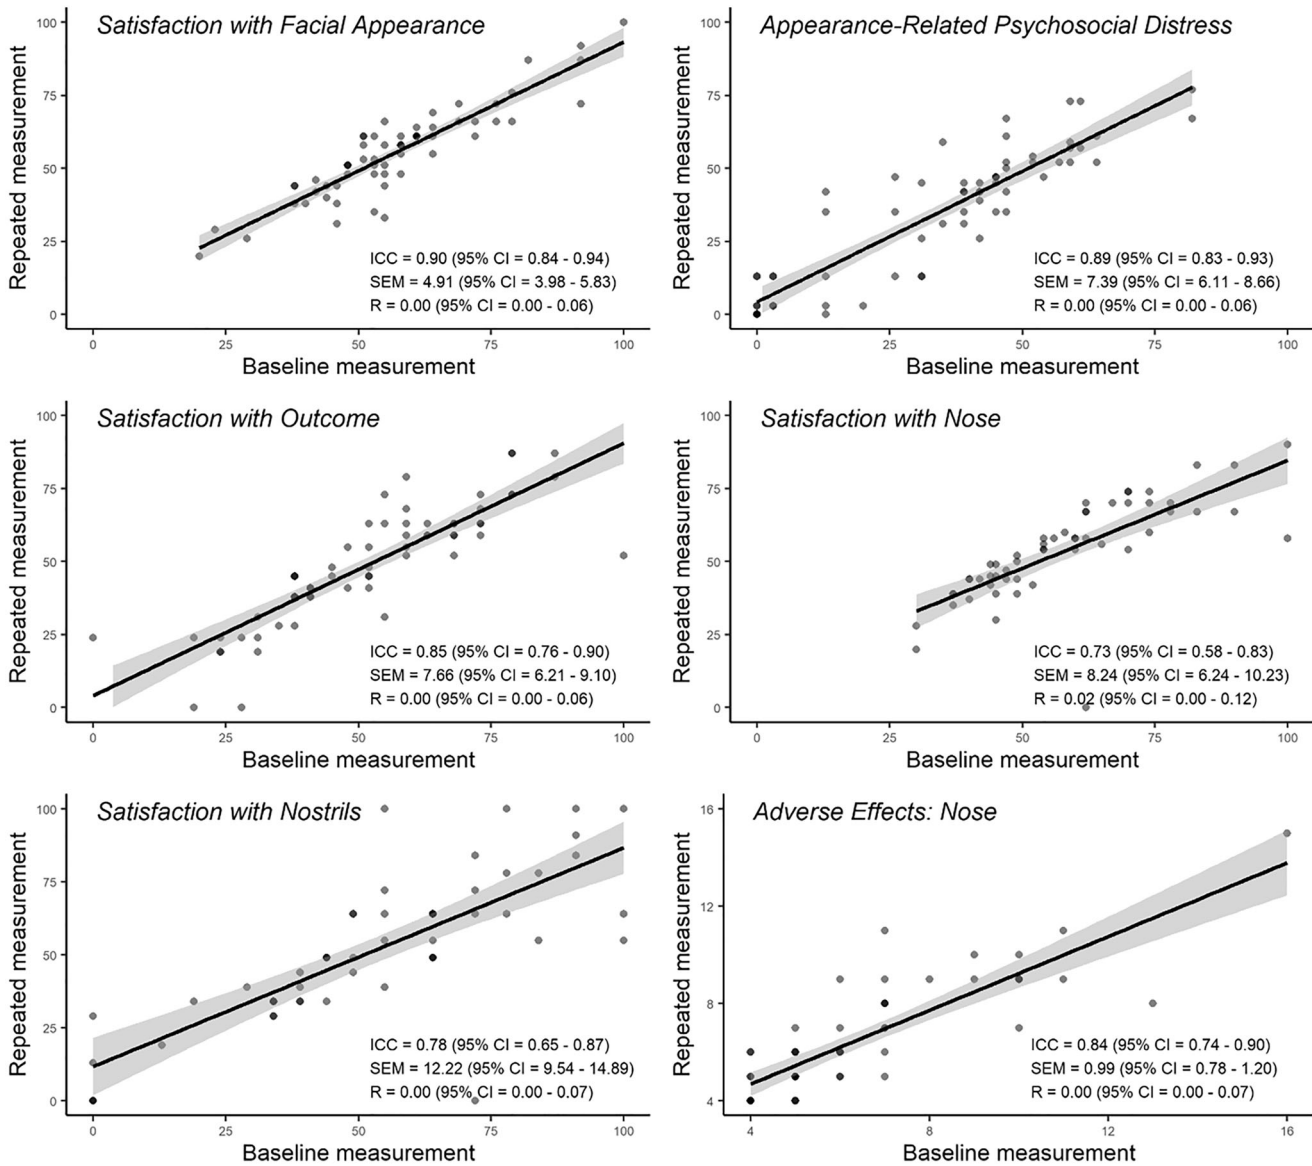 Satisfaction with Facial Appearance
Repeated measurement
100
75
50
25
0
ICC = 0.90 (95% CI = 0.84 - 0.94)
SEM = 4.91 (95% CI = 3.98 - 5.83)
R = 0.00 (95% CI = 0.00 - 0.06)
0 25 50 75 100
Baseline measurement
Appearance-Related Psychosocial Distress
Repeated measurement
100
75
50
25
0
ICC = 0.89 (95% CI = 0.83 - 0.93)
SEM = 7.39 (95% CI = 6.11 - 8.66)
R = 0.00 (95% CI = 0.00 - 0.06)
0 25 50 75 100
Baseline measurement
Satisfaction with Outcome
Repeated measurement
100
75
50
25
0
ICC = 0.85 (95% CI = 0.76 - 0.90)
SEM = 7.66 (95% CI = 6.21 - 9.10)
R = 0.00 (95% CI = 0.00 - 0.06)
0 25 50 75 100
Baseline measurement
Satisfaction with Nose
Repeated measurement
100
75
50
25
0
ICC = 0.73 (95% CI = 0.58 - 0.83)
SEM = 8.24 (95% CI = 6.24 - 10.23)
R = 0.02 (95% CI = 0.00 - 0.12)
0 25 50 75 100
Baseline measurement
Satisfaction with Nostrils
Repeated measurement
100
75
50
25
0
ICC = 0.78 (95% CI = 0.65 - 0.87)
SEM = 12.22 (95% CI = 9.54 - 14.89)
R = 0.00 (95% CI = 0.00 - 0.07)
0 25 50 75 100
Baseline measurement
Adverse Effects: Nose
Repeated measurement
16
12
8
4
ICC = 0.84 (95% CI = 0.74 - 0.90)
SEM = 0.99 (95% CI = 0.78 - 1.20)
R = 0.00 (95% CI = 0.00 - 0.07)
4 8 12 16
Baseline measurement